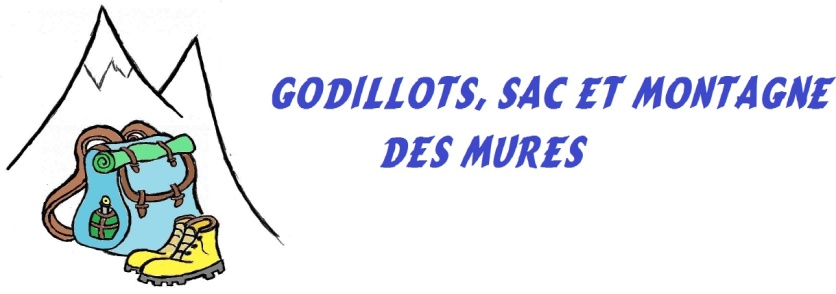 GODILLOTS, SAC ET MONTAGNE
DES MURES